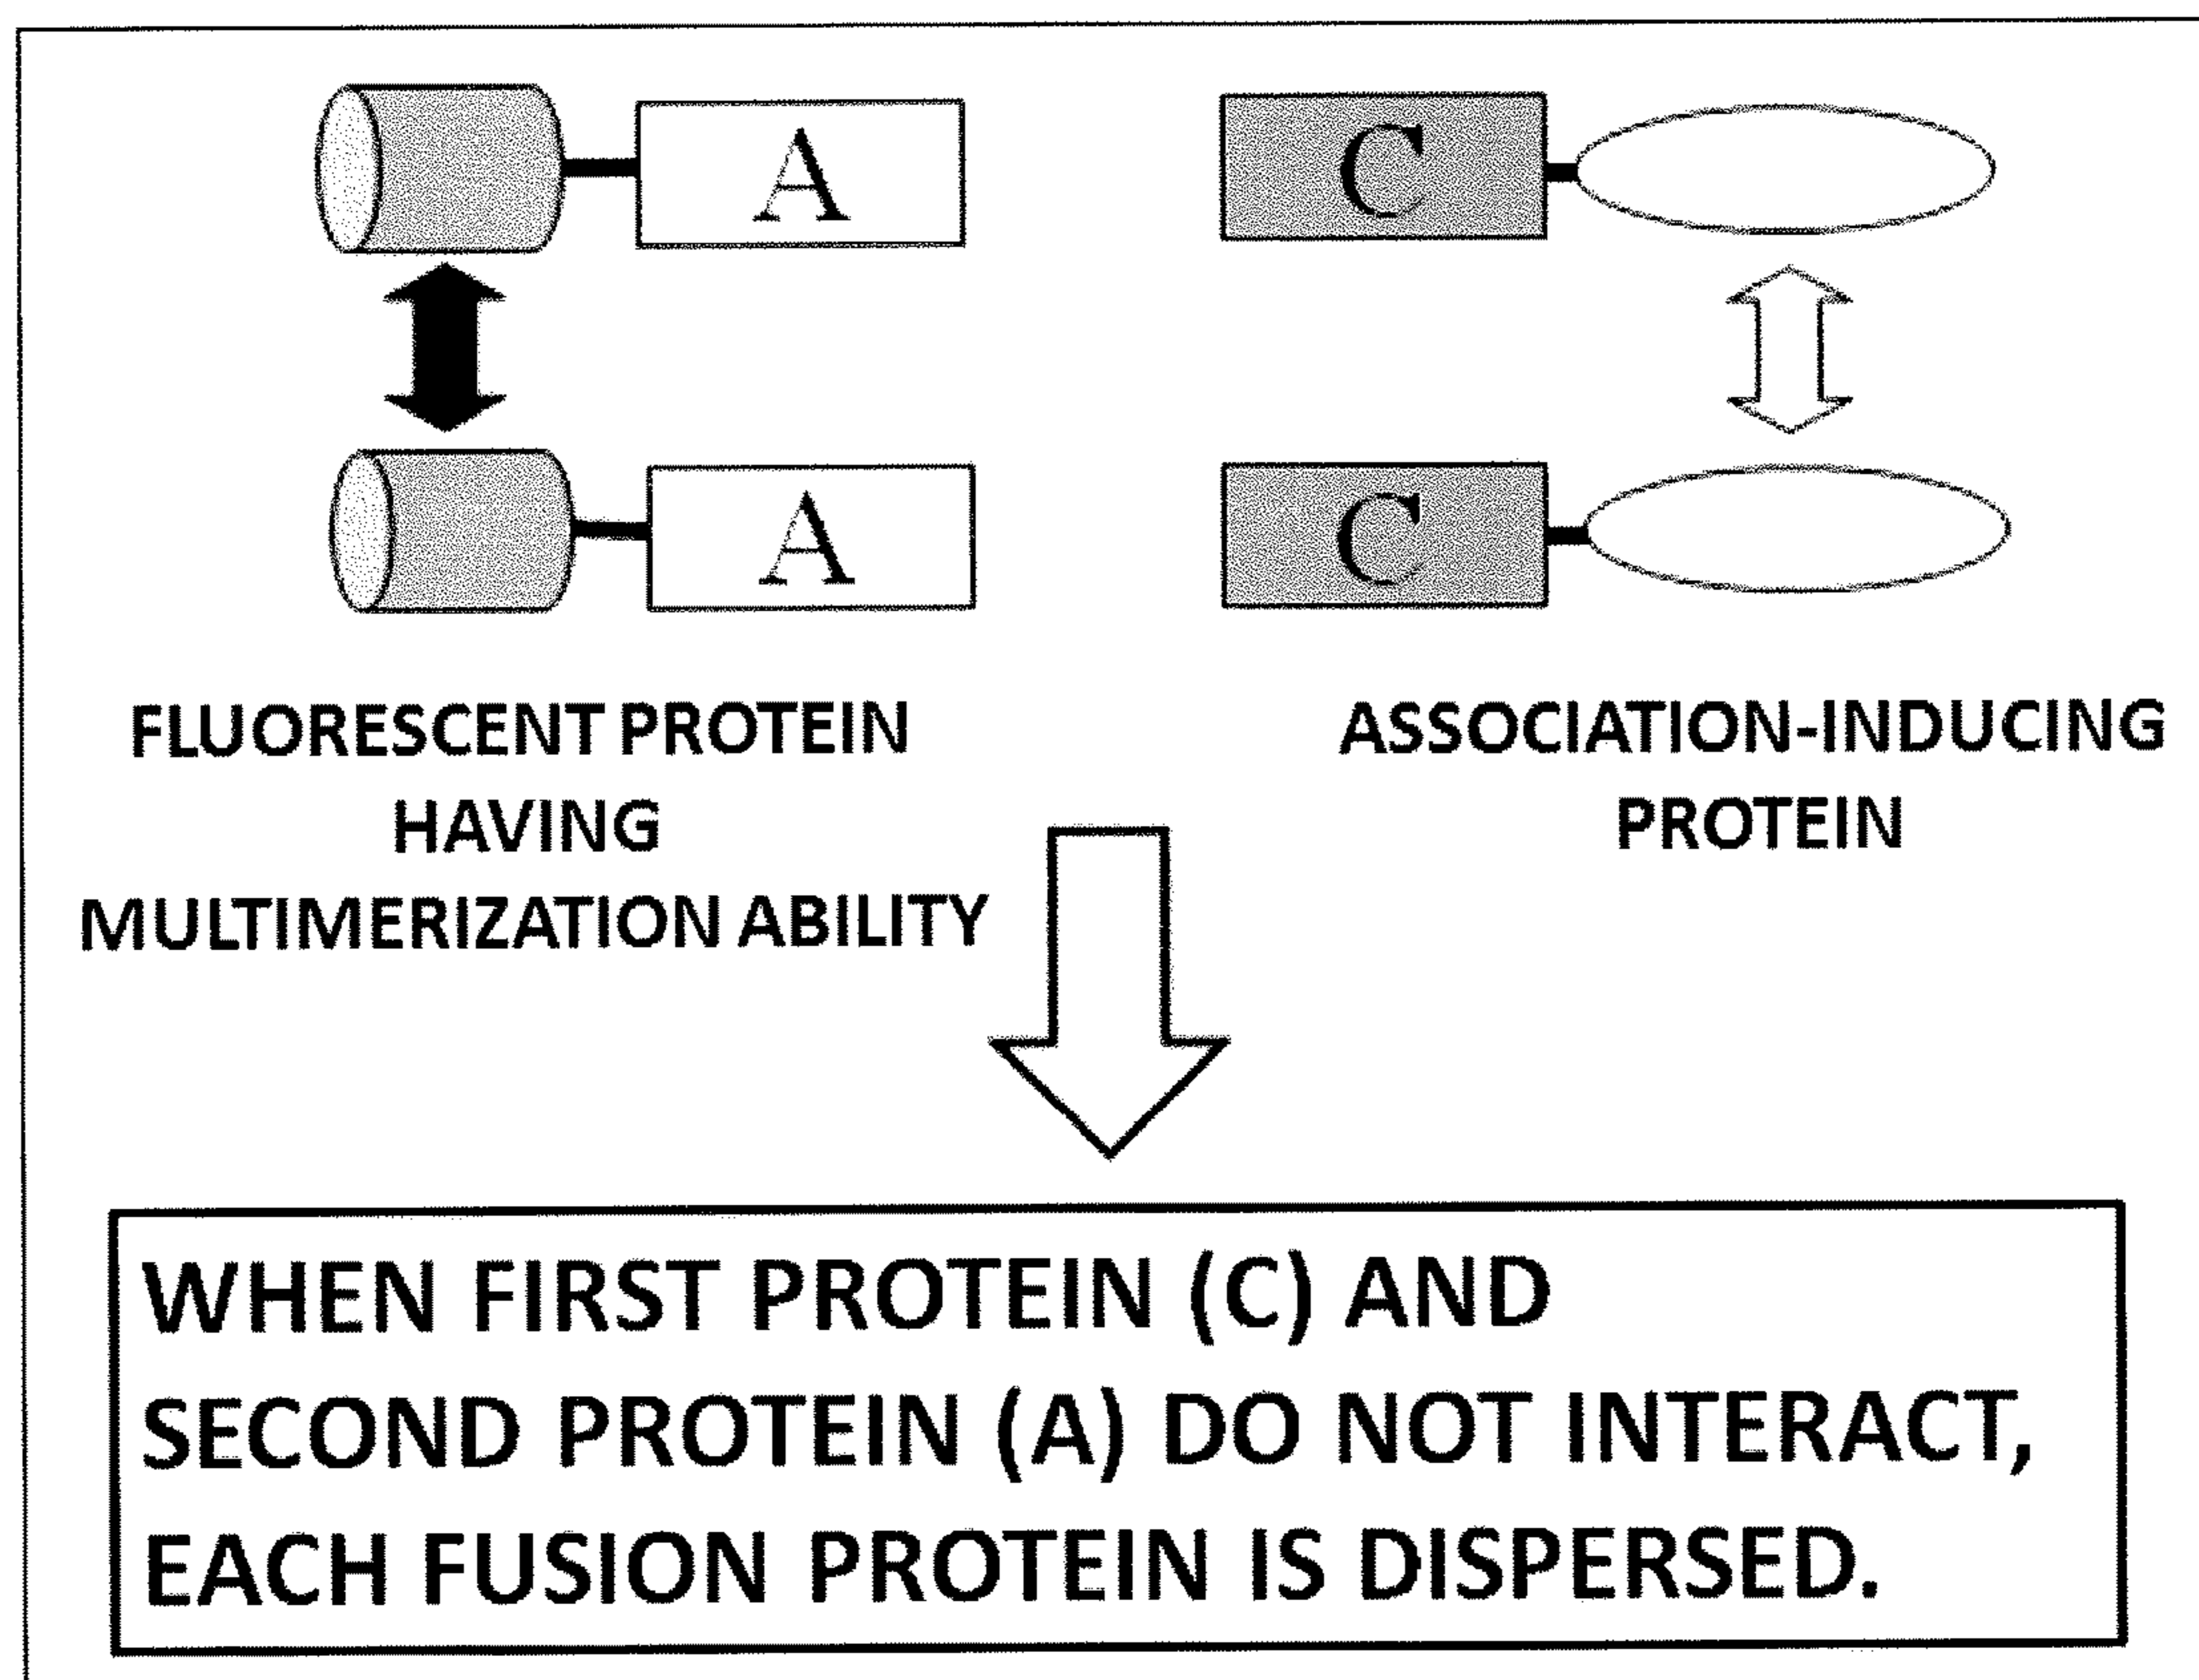 A
C
A
C
FLUORESCENT PROTEIN
HAVING
MULTIMERIZATION ABILITY
ASSOCIATION-INDUCING
PROTEIN
WHEN FIRST PROTEIN (C) AND
SECOND PROTEIN (A) DO NOT INTERACT,
EACH FUSION PROTEIN IS DISPERSED.